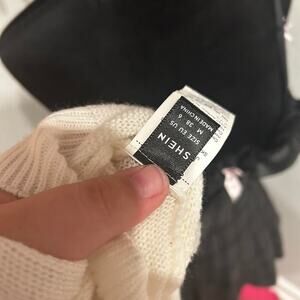 SHEIN
SIZE EU US
M 38 6
MADE IN CHINA